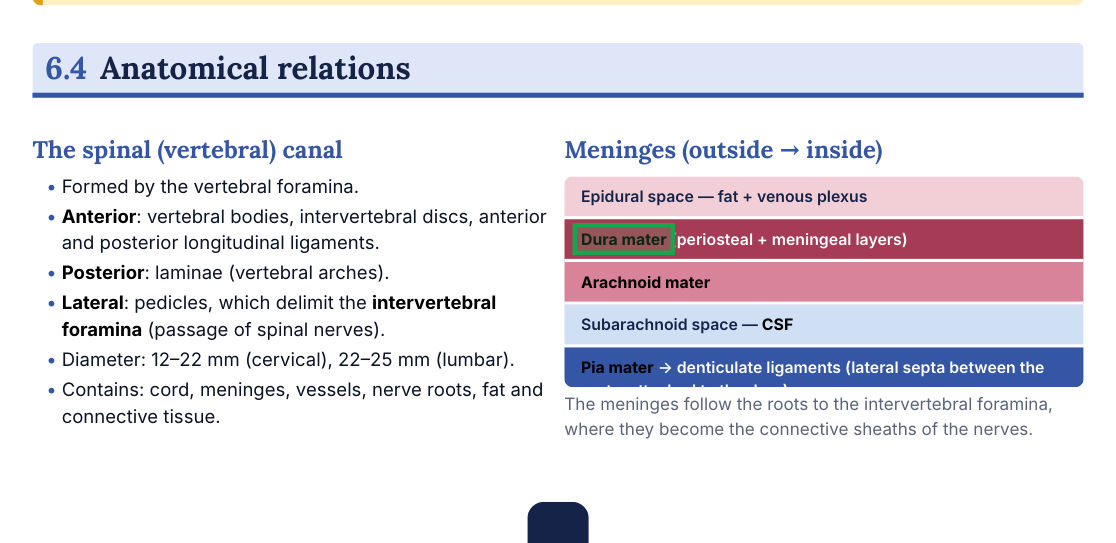 6.4 Anatomical relations
The spinal (vertebral) canal
• Formed by the vertebral foramina.
• Anterior: vertebral bodies, intervertebral discs, anterior
and posterior longitudinal ligaments.
• Posterior: laminae (vertebral arches).
• Lateral: pedicles, which delimit the intervertebral
foramina (passage of spinal nerves).
• Diameter: 12–22 mm (cervical), 22–25 mm (lumbar).
• Contains: cord, meninges, vessels, nerve roots, fat and
connective tissue.
Meninges (outside → inside)
Epidural space — fat + venous plexus
Dura mater (periosteal + meningeal layers)
Arachnoid mater
Subarachnoid space — CSF
Pia mater → denticulate ligaments (lateral septa between the
The meninges follow the roots to the intervertebral foramina,
where they become the connective sheaths of the nerves.